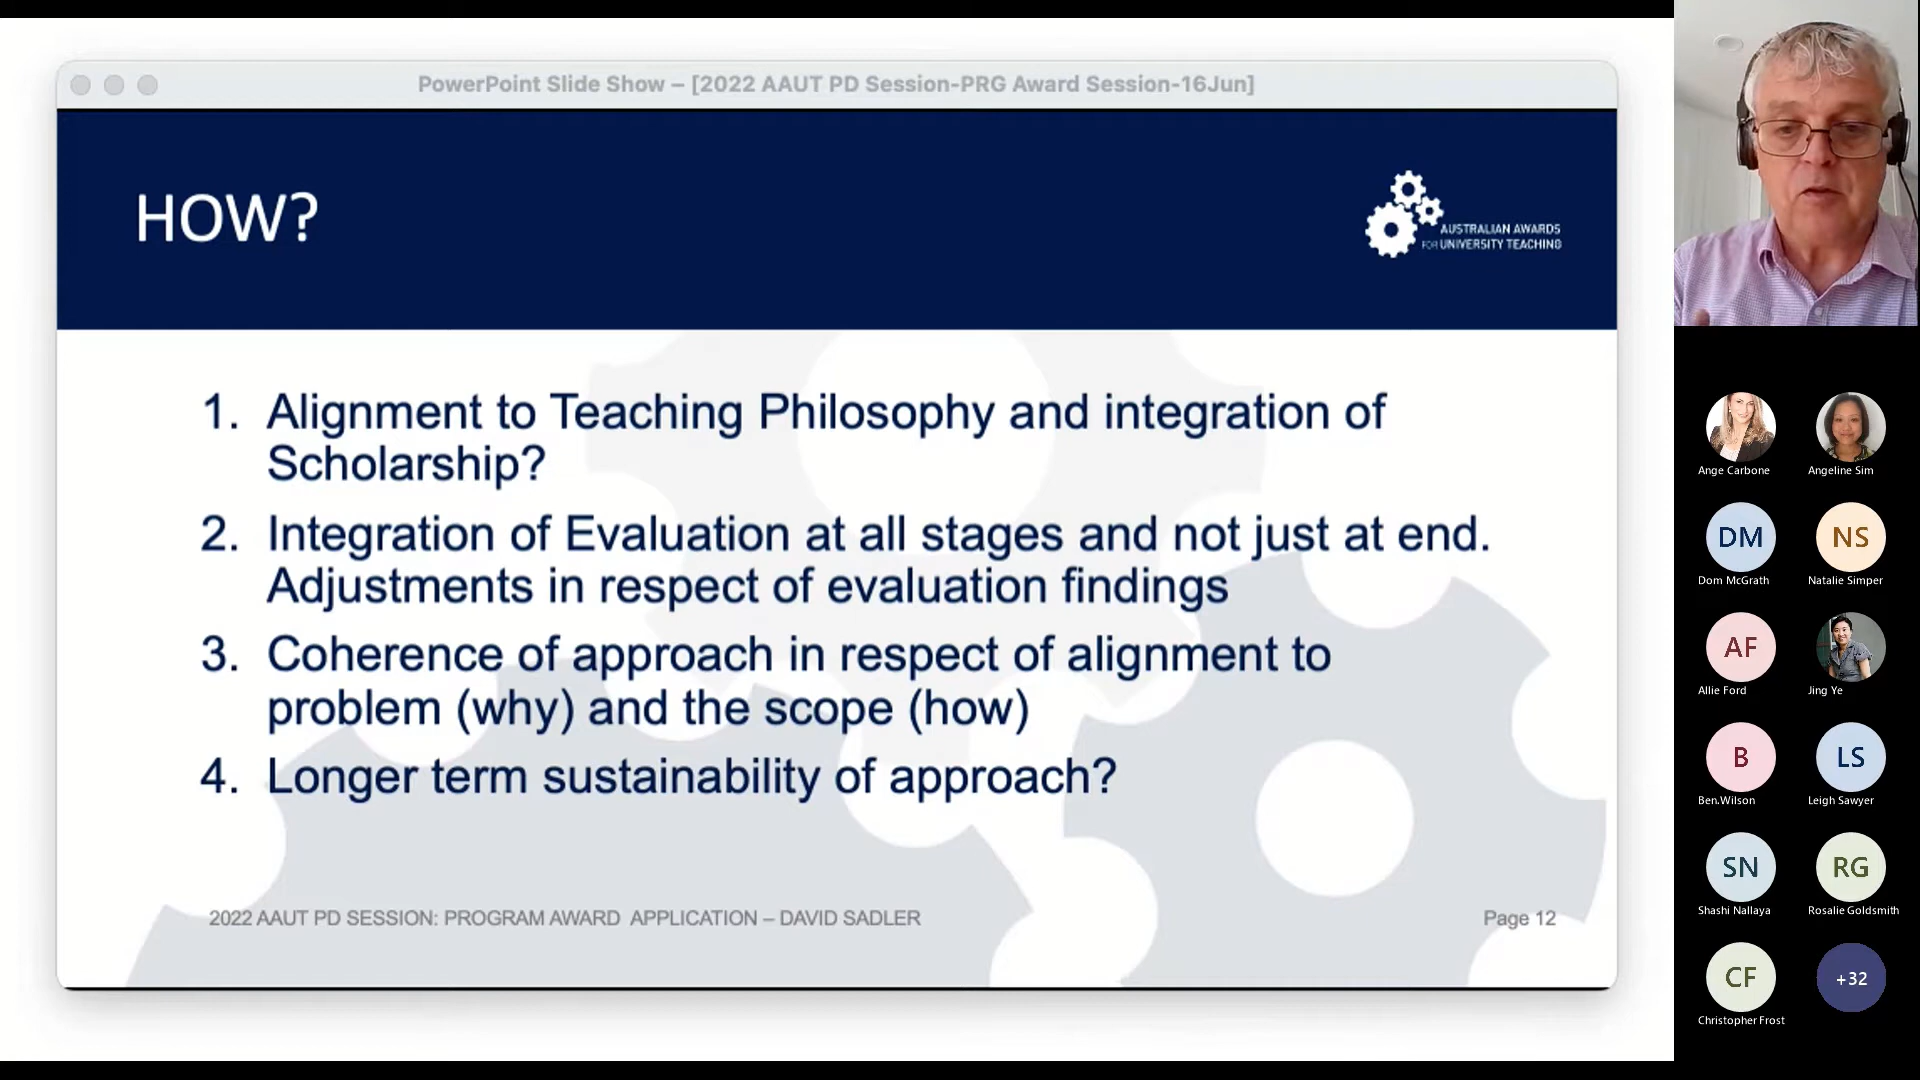 PowerPoint Slide Show – [2022 AAUT PD Session-PRG Award Session-16Jun]
HOW?
AUSTRALIAN AWARDS
FOR UNIVERSITY TEACHING
1. Alignment to Teaching Philosophy and integration of
Scholarship?
2. Integration of Evaluation at all stages and not just at end.
Adjustments in respect of evaluation findings
3. Coherence of approach in respect of alignment to
problem (why) and the scope (how)
4. Longer term sustainability of approach?
2022 AAUT PD SESSION: PROGRAM AWARD APPLICATION – DAVID SADLER
Page 12
Ange Carbone
Angeline Sim
DM
NS
Dom McGrath
Natalie Simper
AF
Allie Ford
Jing Ye
B
LS
Ben.Wilson
Leigh Sawyer
SN
RG
Shashi Nallaya
Rosalie Goldsmith
CF
+32
Christopher Frost